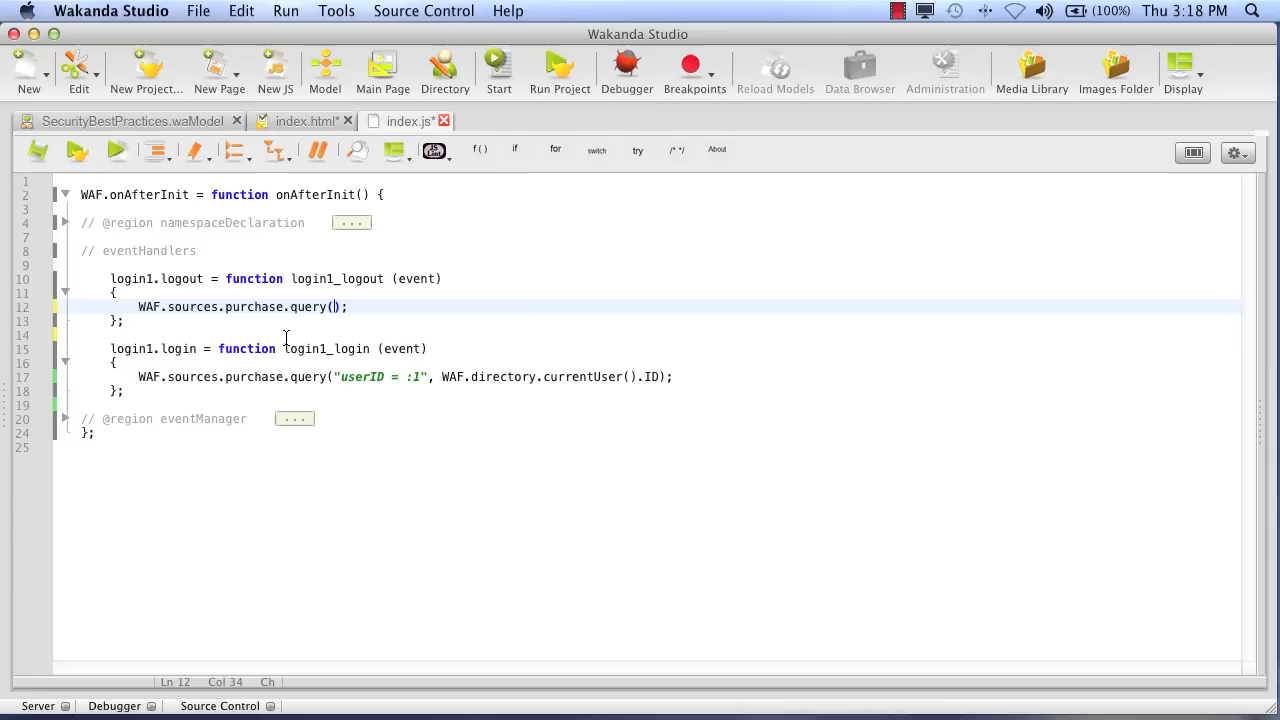 Wakanda Studio File Edit Run Tools Source Control Help (100%) Thu 3:18 PM
Wakanda Studio
New Edit New Project... New Page New JS Model Main Page Directory Start Run Project Debugger Breakpoints Reload Models Data Browser Administration Media Library Images Folder Display
SecurityBestPractices.waModel index.html* index.js*
f () if for switch try /* */ About
1
2 WAF.onAfterInit = function onAfterInit() {
3
4 // @region namespaceDeclaration ...
7
8 // eventHandlers
9
10 login1.logout = function login1_logout (event)
11 {
12 WAF.sources.purchase.query();
13 };
14
15 login1.login = function login1_login (event)
16 {
17 WAF.sources.purchase.query("userID = :1", WAF.directory.currentUser().ID);
18 };
19
20 // @region eventManager ...
24 };
25
Ln 12 Col 34 Ch
Server Debugger Source Control